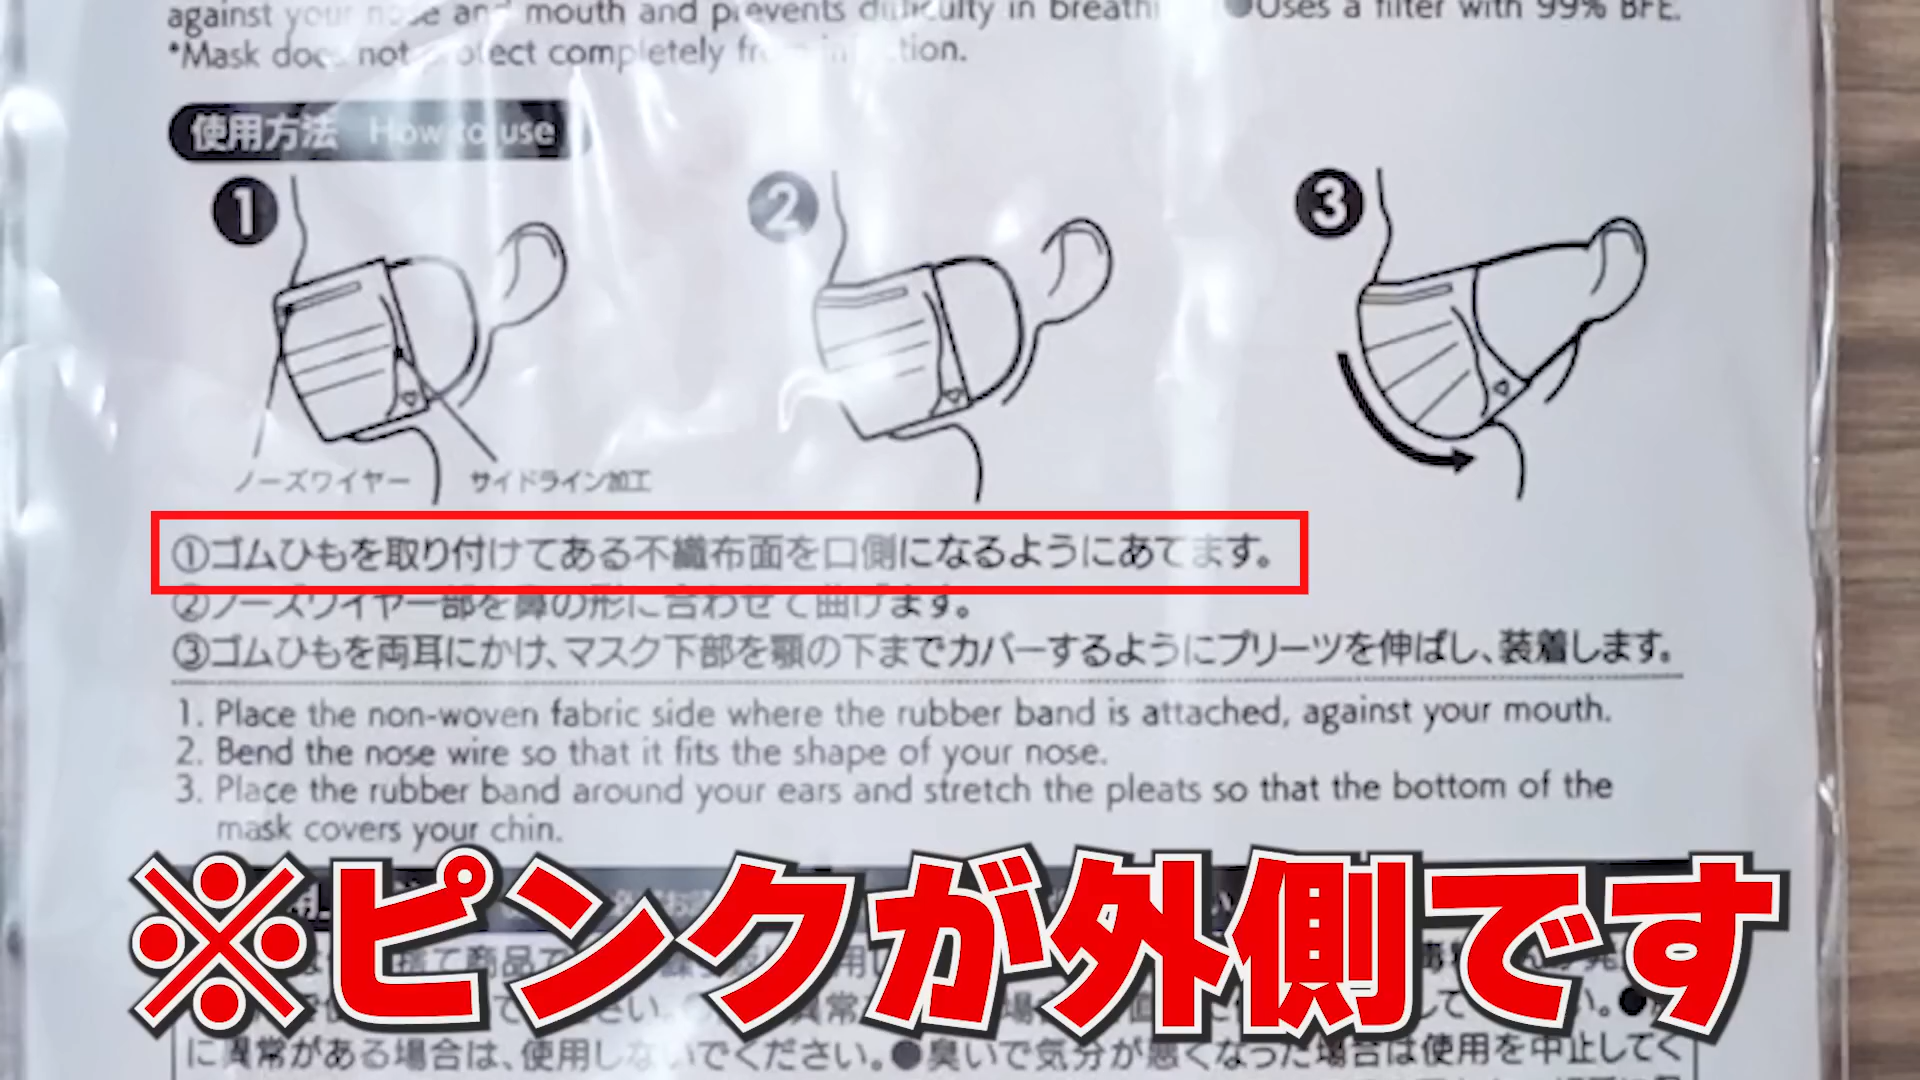 against your nose and mouth and prevents difficulty in breathi
●Uses a filter with 99% BFE.
*Mask does not protect completely from infection.
使用方法 How to use
1
2
3
ノーズワイヤー サイドライン加工
①ゴムひもを取り付けてある不織布面を口側になるようにあてます。
②ノーズワイヤー部を鼻の形に合わせて曲げます。
③ゴムひもを両耳にかけ、マスク下部を顎の下までカバーするようにプリーツを伸ばし、装着します。
1. Place the non-woven fabric side where the rubber band is attached, against your mouth.
2. Bend the nose wire so that it fits the shape of your nose.
3. Place the rubber band around your ears and stretch the pleats so that the bottom of the
mask covers your chin.
※ピンクが外側です
に異常がある場合は、使用しないでください。●臭いで気分が悪くなった場合は使用を中止してく